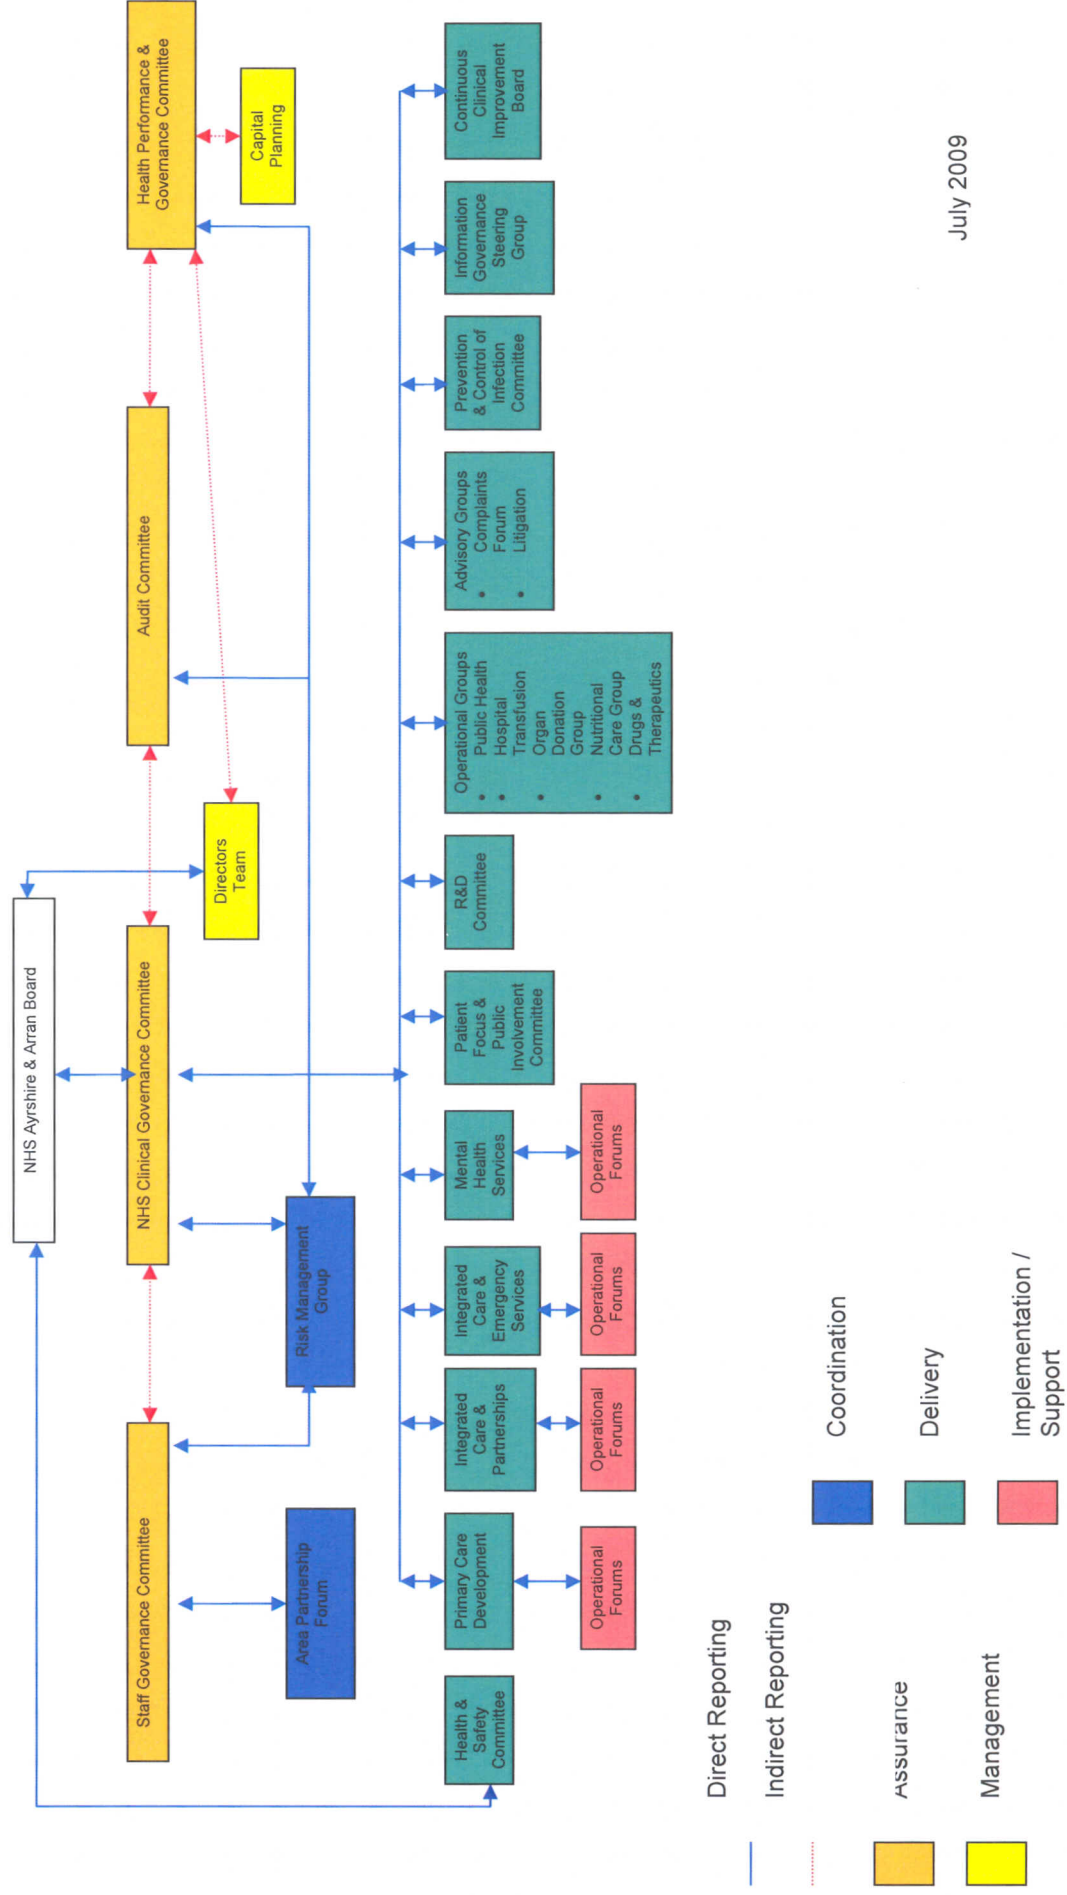 NHS Ayrshire & Arran Board
Staff Governance Committee
NHS Clinical Governance Committee
Audit Committee
Health Performance &
Governance Committee
Directors
Team
Capital
Planning
Area Partnership
Forum
Risk Management
Group
Health &
Safety
Committee
Primary Care
Development
Integrated
Care &
Partnerships
Integrated
Care &
Emergency
Services
Mental
Health
Services
Patient
Focus &
Public
Involvement
Committee
R&D
Committee
Operational Groups
• Public Health
• Hospital
Transfusion
• Organ
Donation
Group
• Nutritional
Care Group
• Drugs &
Therapeutics
Advisory Groups
• Complaints
Forum
• Litigation
Prevention
& Control of
Infection
Committee
Information
Governance
Steering
Group
Continuous
Clinical
Improvement
Board
Operational
Forums
Operational
Forums
Operational
Forums
Operational
Forums
Direct Reporting
Indirect Reporting
Assurance
Management
Coordination
Delivery
Implementation /
Support
July 2009